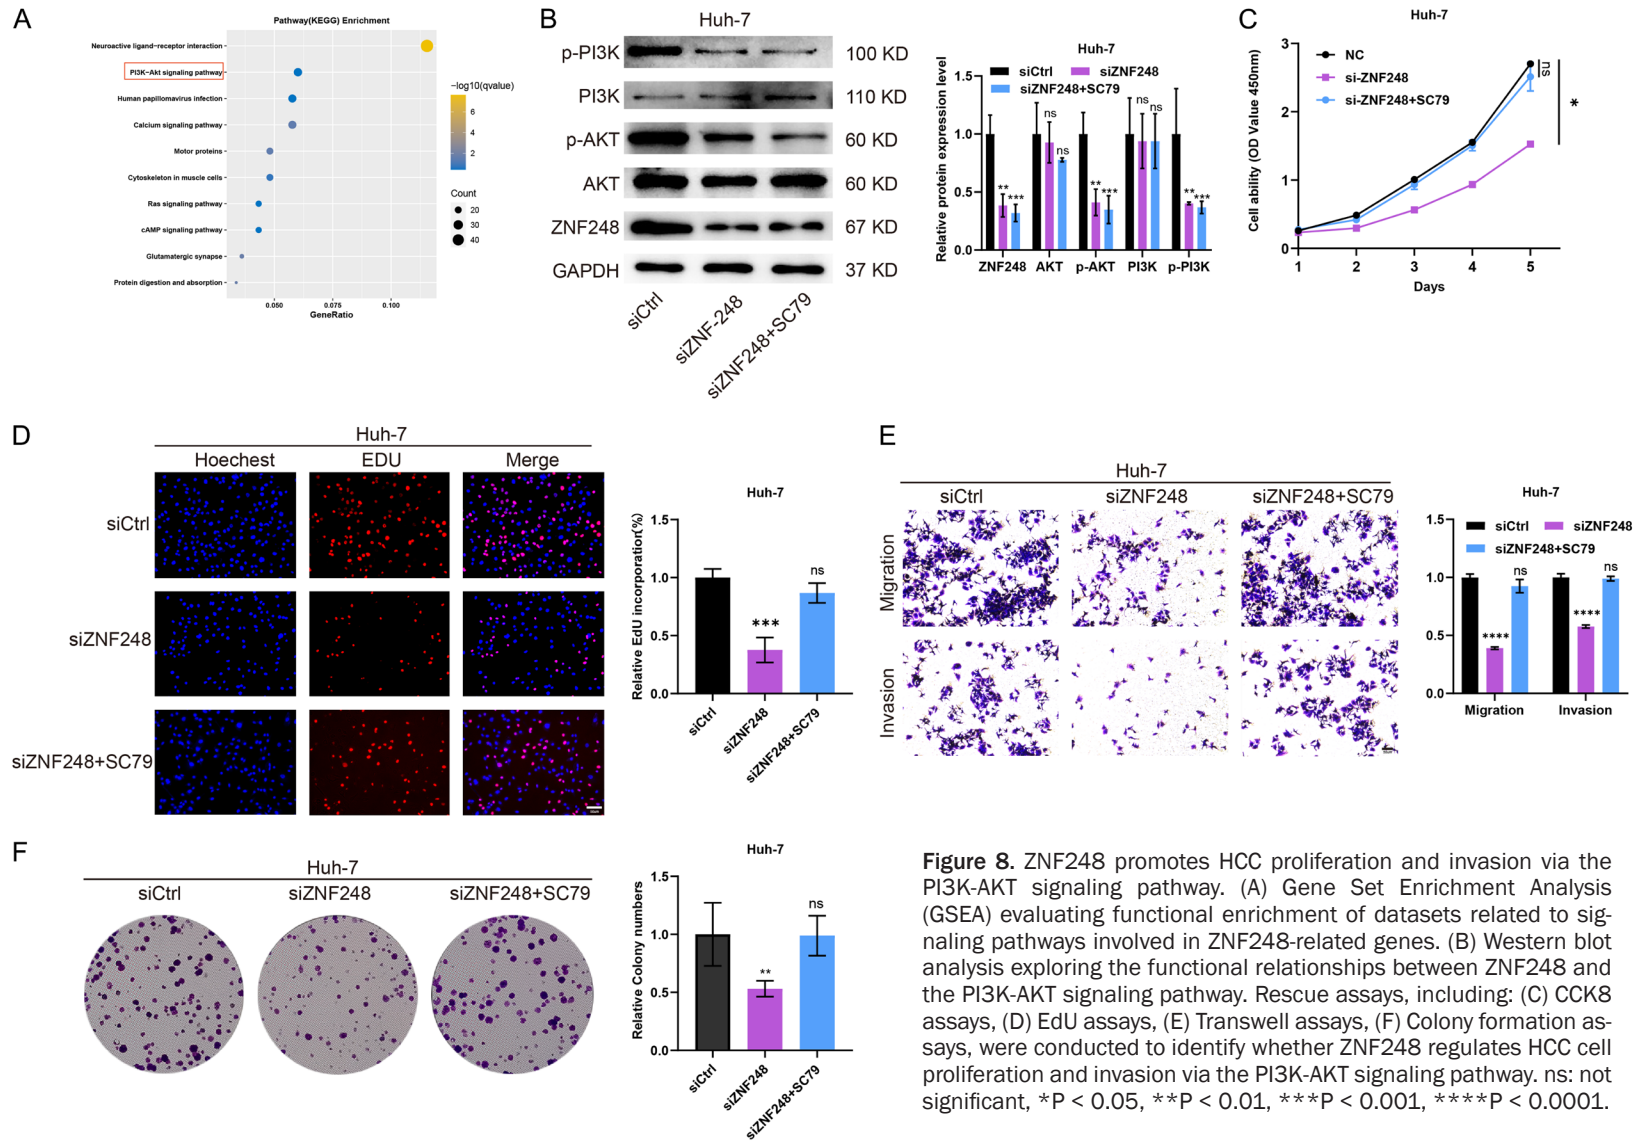 A
Pathway(KEGG) Enrichment
Neuroactive ligand-receptor interaction
PI3K-Akt signaling pathway
Human papillomavirus infection
Calcium signaling pathway
Motor proteins
Cytoskeleton in muscle cells
Ras signaling pathway
cAMP signaling pathway
Glutamatergic synapse
Protein digestion and absorption
0.050 0.075 0.100
GeneRatio
-log10(qvalue)
6
4
2
Count
20
30
40
B
Huh-7
p-PI3K 100 KD
PI3K 110 KD
p-AKT 60 KD
AKT 60 KD
ZNF248 67 KD
GAPDH 37 KD
siCtrl
siZNF-248
siZNF248+SC79
Huh-7
siCtrl siZNF248
siZNF248+SC79
Relative protein expression level
1.5
1.0
0.5
0.0
** *** ns ns ** *** ns ns ** ***
ZNF248 AKT p-AKT PI3K p-PI3K
C
Huh-7
NC
si-ZNF248
si-ZNF248+SC79
Cell ability (OD Value 450nm)
3
2
1
0
1 2 3 4 5
Days
ns
*
D
Huh-7
Hoechest EDU Merge
siCtrl
siZNF248
siZNF248+SC79
Huh-7
Relative EdU incorporation(%)
1.5
1.0
0.5
0.0
***
ns
siCtrl
siZNF248
siZNF248+SC79
E
Huh-7
siCtrl siZNF248 siZNF248+SC79
Migration
Invasion
Huh-7
siCtrl siZNF248
siZNF248+SC79
1.5
1.0
0.5
0.0
**** ns **** ns
Migration Invasion
F
Huh-7
siCtrl siZNF248 siZNF248+SC79
Huh-7
Relative Colony numbers
1.5
1.0
0.5
0.0
**
ns
siCtrl
siZNF248
siZNF248+SC79
Figure 8. ZNF248 promotes HCC proliferation and invasion via the
PI3K-AKT signaling pathway. (A) Gene Set Enrichment Analysis
(GSEA) evaluating functional enrichment of datasets related to sig-
naling pathways involved in ZNF248-related genes. (B) Western blot
analysis exploring the functional relationships between ZNF248 and
the PI3K-AKT signaling pathway. Rescue assays, including: (C) CCK8
assays, (D) EdU assays, (E) Transwell assays, (F) Colony formation as-
says, were conducted to identify whether ZNF248 regulates HCC cell
proliferation and invasion via the PI3K-AKT signaling pathway. ns: not
significant, *P < 0.05, **P < 0.01, ***P < 0.001, ****P < 0.0001.